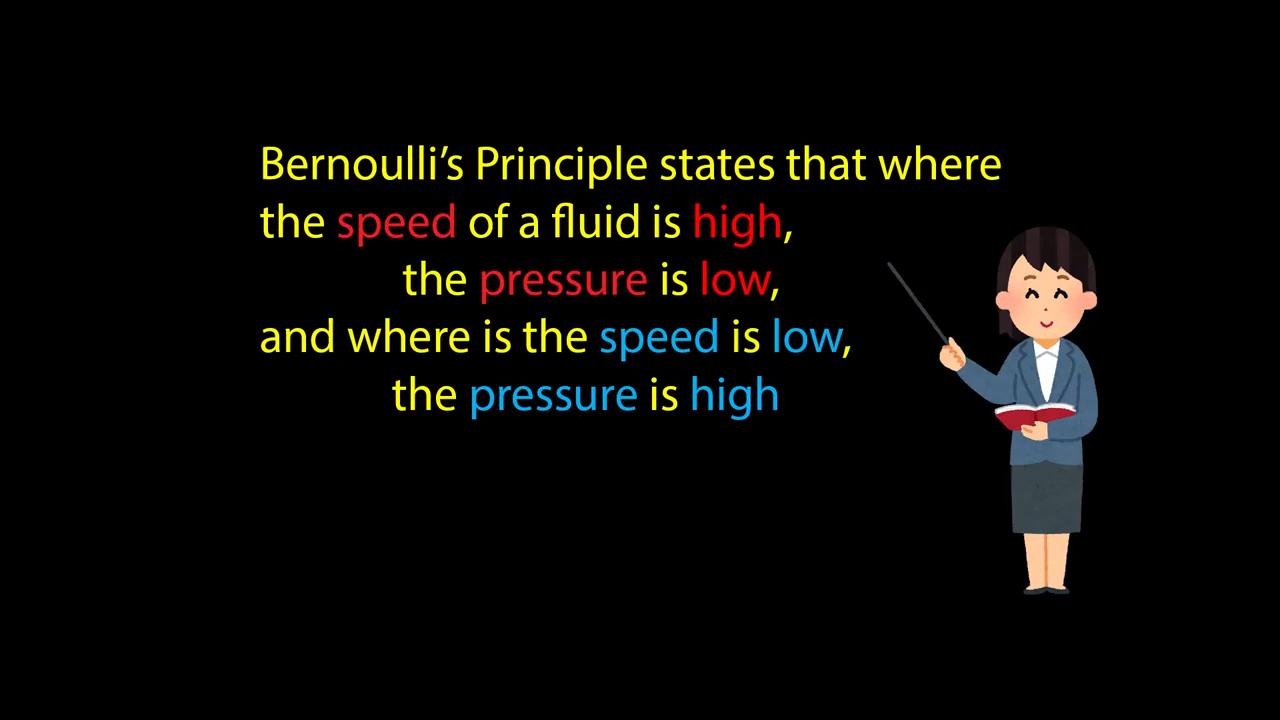 Bernoulli’s Principle states that where
the speed of a fluid is high,
the pressure is low,
and where is the speed is low,
the pressure is high